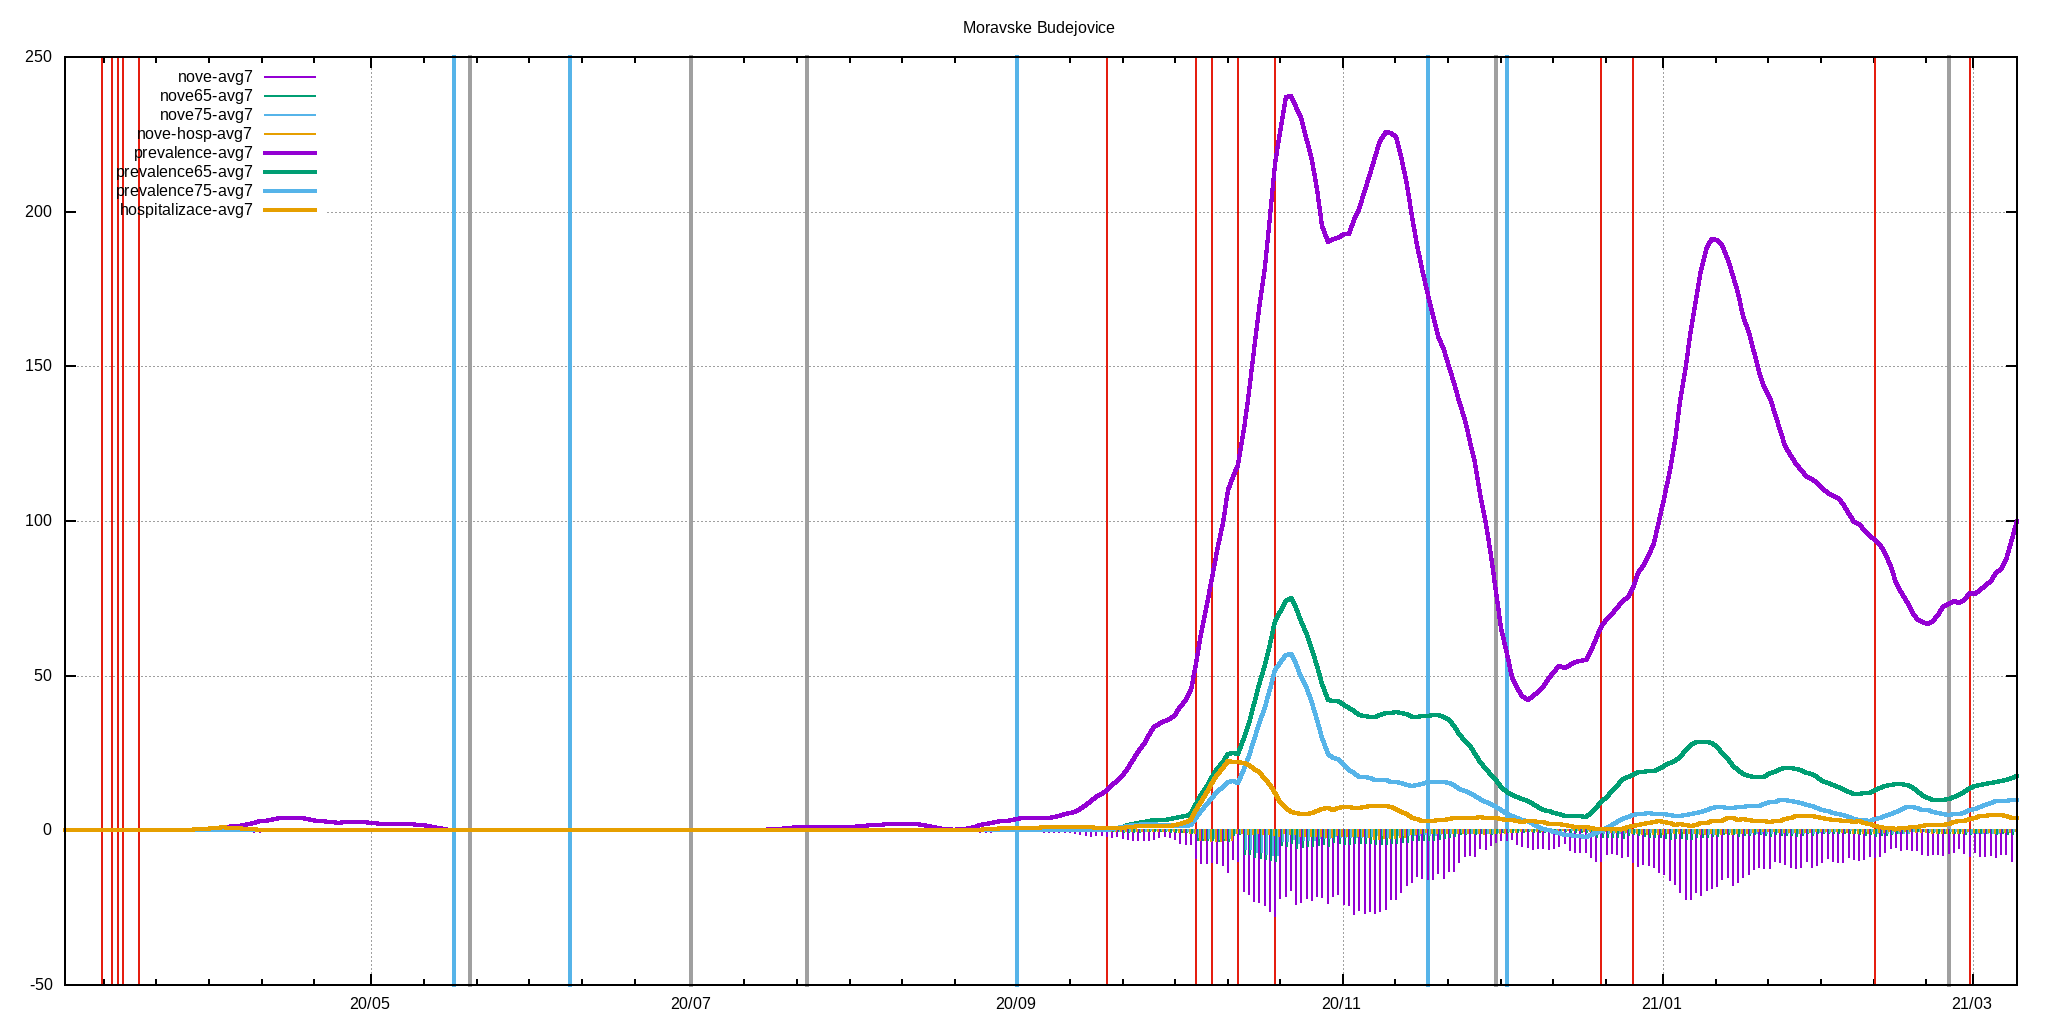 Moravske Budejovice
250
200
150
100
50
0
-50
nove-avg7
nove65-avg7
nove75-avg7
nove-hosp-avg7
prevalence-avg7
prevalence65-avg7
prevalence75-avg7
hospitalizace-avg7
20/05
20/07
20/09
20/11
21/01
21/03